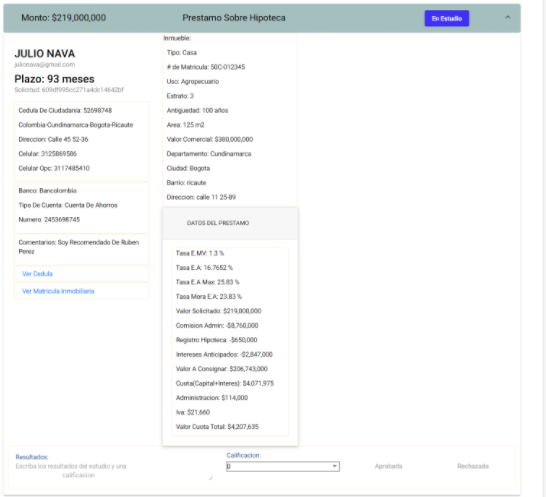 Monto: $219,000,000
Prestamo Sobre Hipoteca
En Estudio
JULIO NAVA
julionava@gmail.com
Plazo: 93 meses
Solicitud: 609df995cc271a4dc14642bf
Cedula De Ciudadania: 52698748
Colombia-Cundinamarca-Bogota-Ricaute
Direccion: Calle 45 52-36
Celular: 3125869586
Celular Opc: 3117485410
Banco: Bancolombia
Tipo De Cuenta: Cuenta De Ahorros
Numero: 2453698745
Comentarios: Soy Recomendado De Ruben
Perez
Ver Cedula
Ver Matricula Inmobiliaria
Inmueble:
Tipo: Casa
# de Matricula: 50C-012345
Uso: Agropecuario
Estrato: 3
Antiguedad: 100 años
Area: 125 m2
Valor Comercial: $380,000,000
Departamento: Cundinamarca
Ciudad: Bogota
Barrio: ricaute
Direccion: calle 11 25-89
DATOS DEL PRESTAMO
Tasa E.MV: 1.3 %
Tasa E.A: 16.7652 %
Tasa E.A Max: 25.83 %
Tasa Mora E.A: 23.83 %
Valor Solicitado: $219,000,000
Comision Admin: -$8,760,000
Registro Hipoteca: -$650,000
Intereses Anticipados: -$2,847,000
Valor A Consignar: $206,743,000
Cuota(Capital+Interes): $4,071,975
Administracion: $114,000
Iva: $21,660
Valor Cuota Total: $4,207,635
Resultados:
Escriba los resultados del estudio y una
calificacion
Calificacion:
0
Aprobada
Rechazada